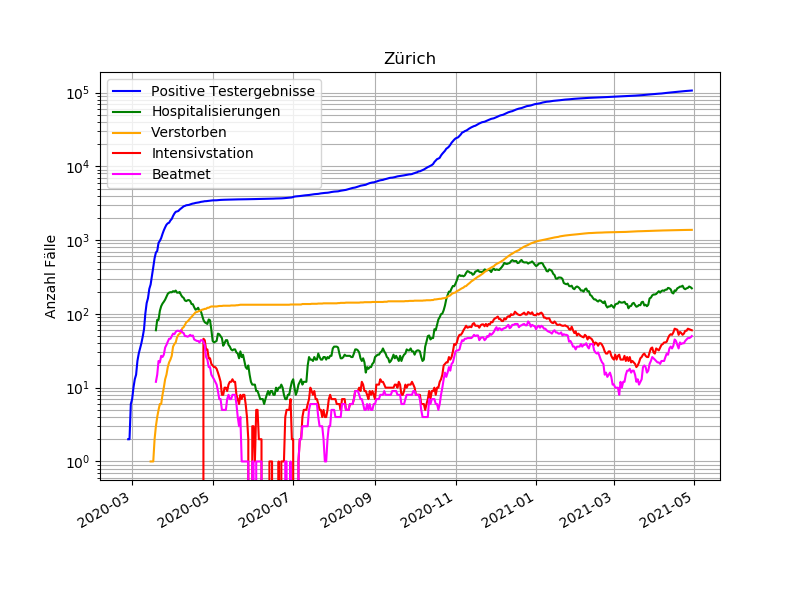 Zürich
Positive Testergebnisse
Hospitalisierungen
Verstorben
Intensivstation
Beatmet
Anzahl Fälle
10⁵
10⁴
10³
10²
10¹
10⁰
2020-03
2020-05
2020-07
2020-09
2020-11
2021-01
2021-03
2021-05